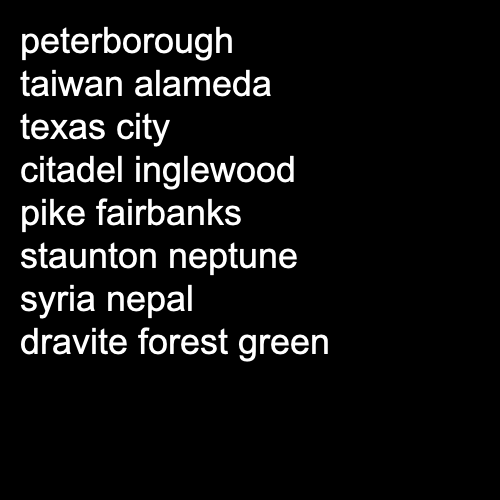 peterborough
taiwan alameda
texas city
citadel inglewood
pike fairbanks
staunton neptune
syria nepal
dravite forest green